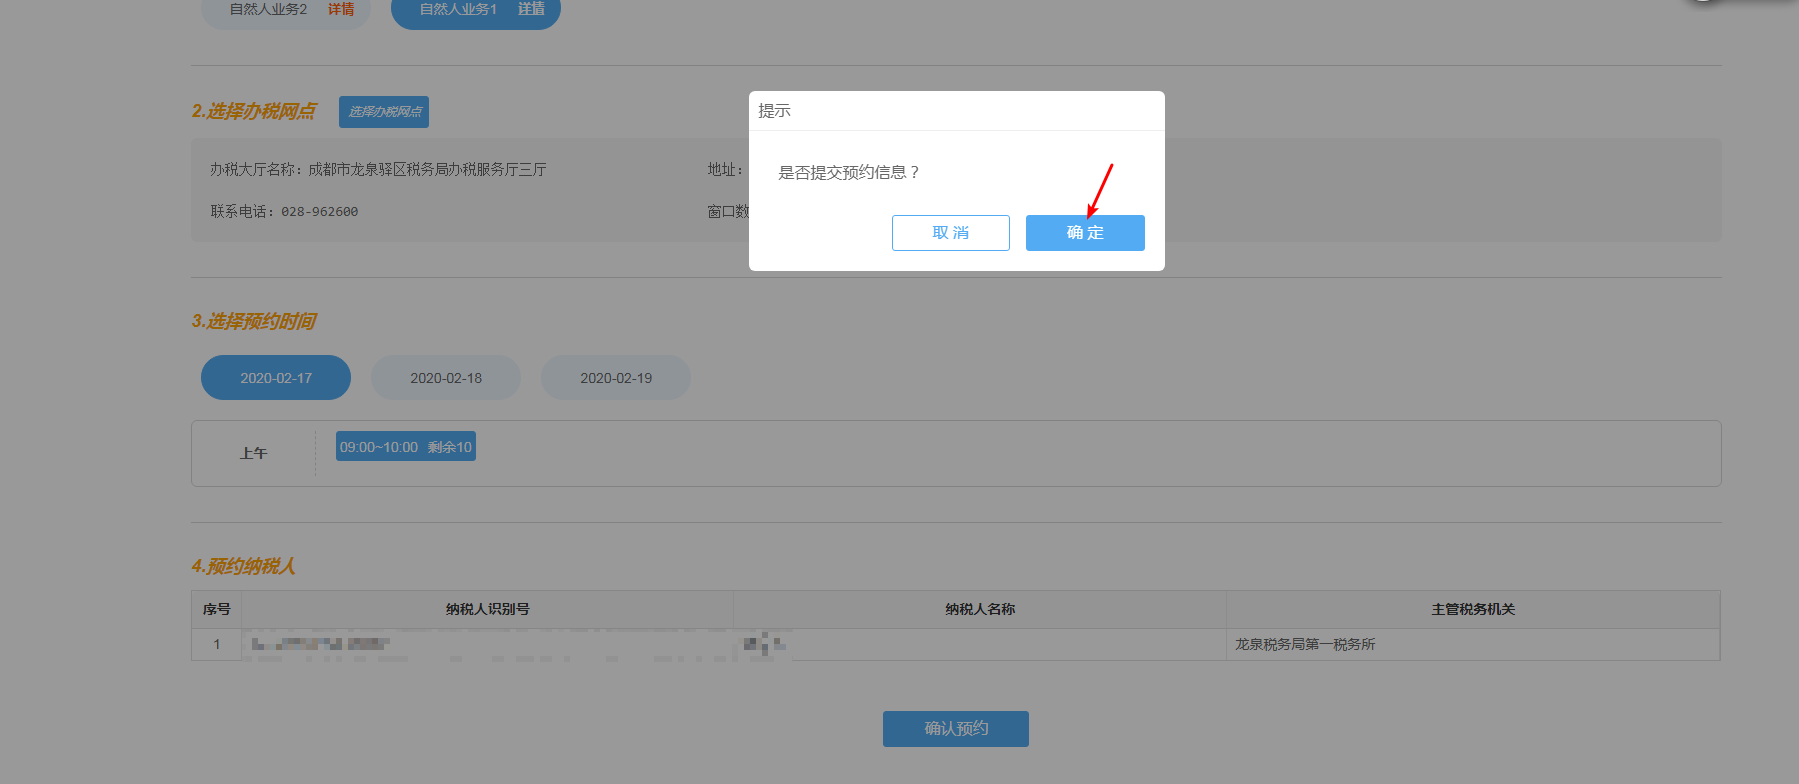 自然人业务2 详情 自然人业务1 详情
2.选择办税网点 选择办税网点
提示
是否提交预约信息？
取 消 确 定
办税大厅名称：成都市龙泉驿区税务局办税服务厅三厅 地址：
联系电话：028-962600 窗口数
3.选择预约时间
2020-02-17 2020-02-18 2020-02-19
上午 09:00~10:00 剩余10
4.预约纳税人
序号 纳税人识别号 纳税人名称 主管税务机关
1 龙泉税务局第一税务所
确认预约